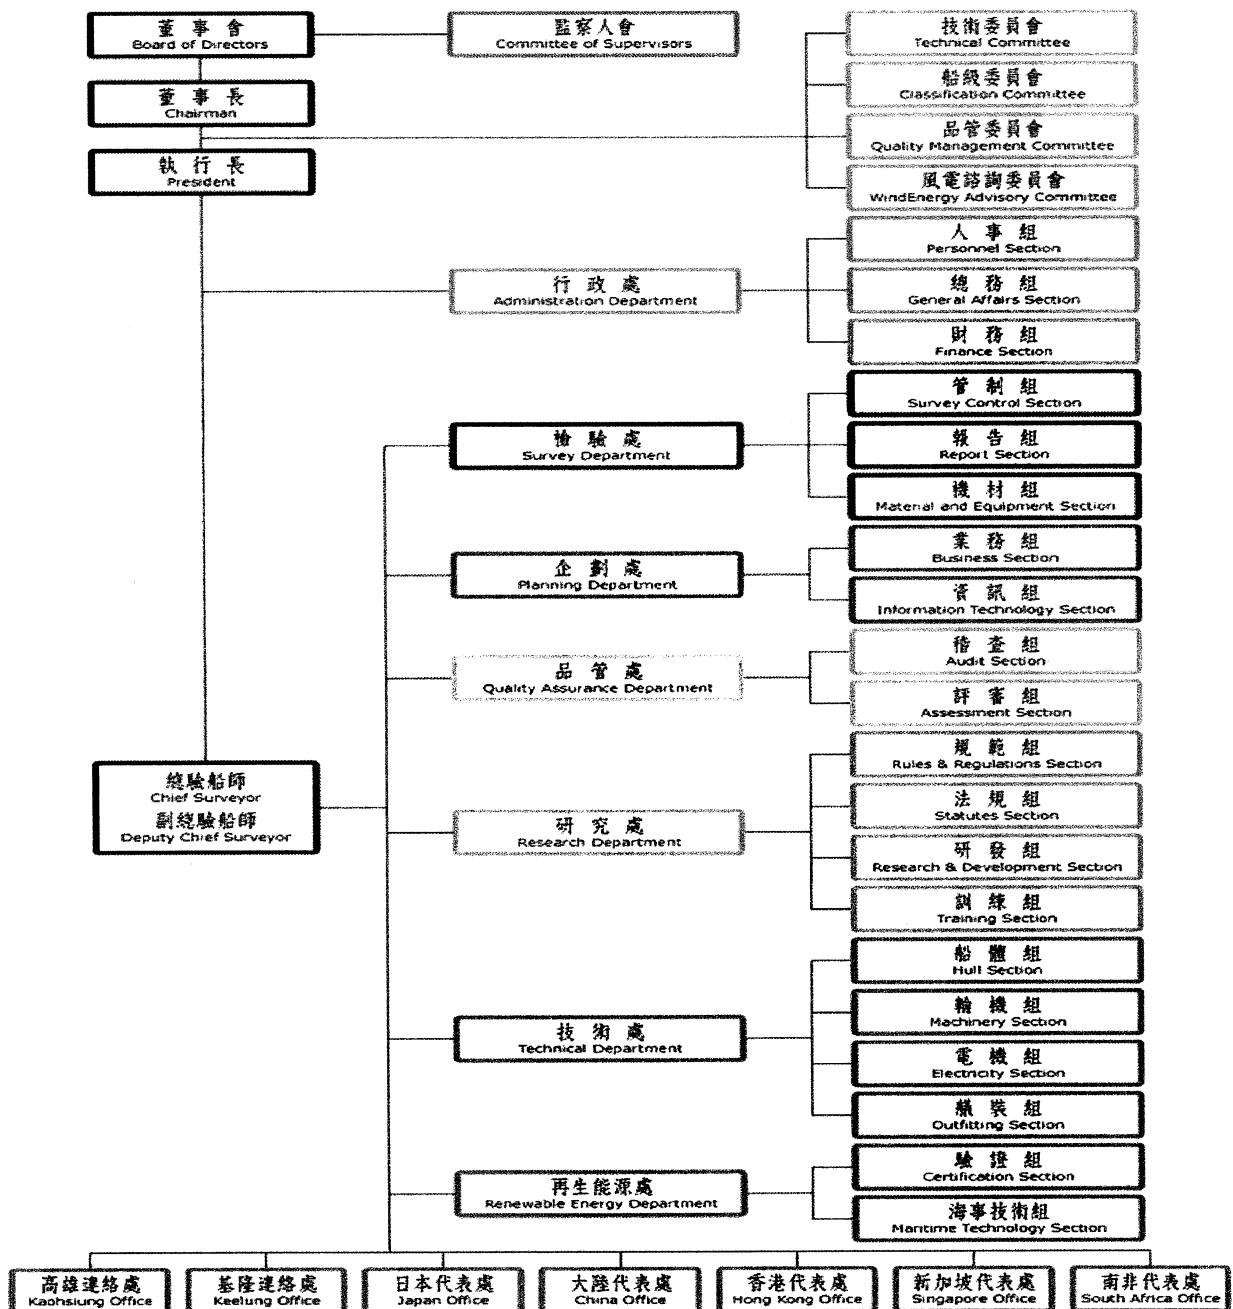 董事會
Board of Directors
監察人會
Committee of Supervisors
董事長
Chairman
執行長
President
技術委員會
Technical Committee
船級委員會
Classification Committee
品管委員會
Quality Management Committee
風電諮詢委員會
WindEnergy Advisory Committee
行政處
Administration Department
人事組
Personnel Section
總務組
General Affairs Section
財務組
Finance Section
檢驗處
Survey Department
管制組
Survey Control Section
報告組
Report Section
機材組
Material and Equipment Section
企劃處
Planning Department
業務組
Business Section
資訊組
Information Technology Section
品管處
Quality Assurance Department
稽查組
Audit Section
評審組
Assessment Section
總驗船師
Chief Surveyor
副總驗船師
Deputy Chief Surveyor
研究處
Research Department
規範組
Rules & Regulations Section
法規組
Statutes Section
研發組
Research & Development Section
訓練組
Training Section
技術處
Technical Department
船體組
Hull Section
輪機組
Machinery Section
電機組
Electricity Section
艤裝組
Outfitting Section
再生能源處
Renewable Energy Department
驗證組
Certification Section
海事技術組
Maritime Technology Section
高雄連絡處
Kaohsiung Office
基隆連絡處
Keelung Office
日本代表處
Japan Office
大陸代表處
China Office
香港代表處
Hong Kong Office
新加坡代表處
Singapore Office
南非代表處
South Africa Office